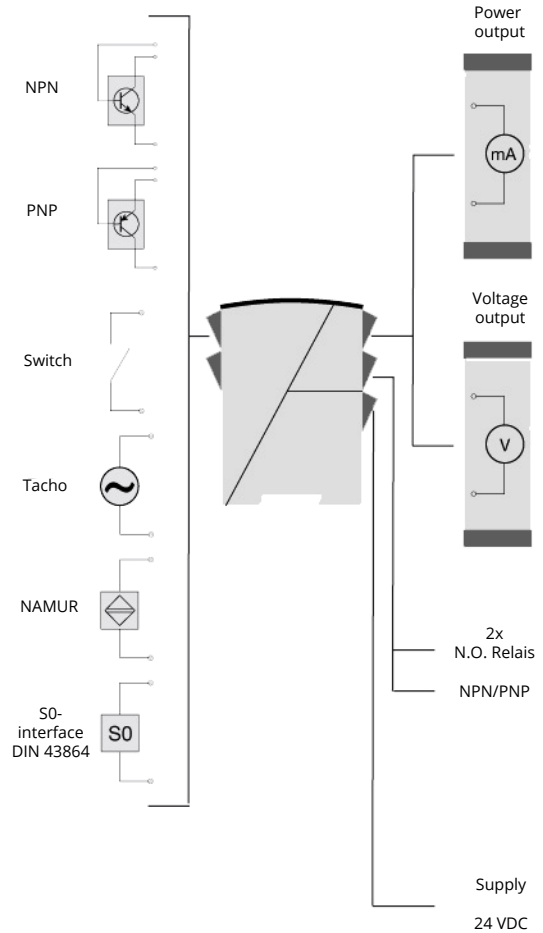 NPN
PNP
Switch
Tacho
NAMUR
S0-
interface
DIN 43864
S0
Power
output
mA
Voltage
output
V
2x
N.O. Relais
NPN/PNP
Supply
24 VDC